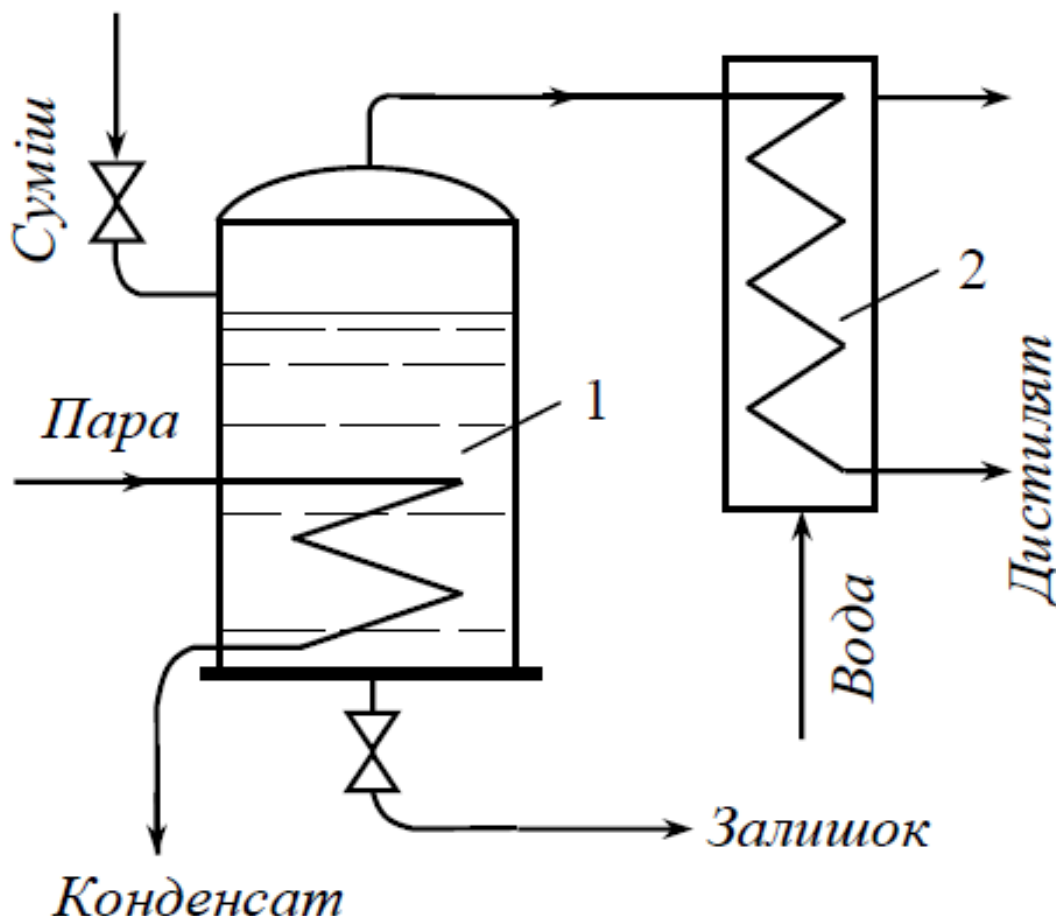 Суміш
Пара
1
2
Дистилят
Вода
Залишок
Конденсат